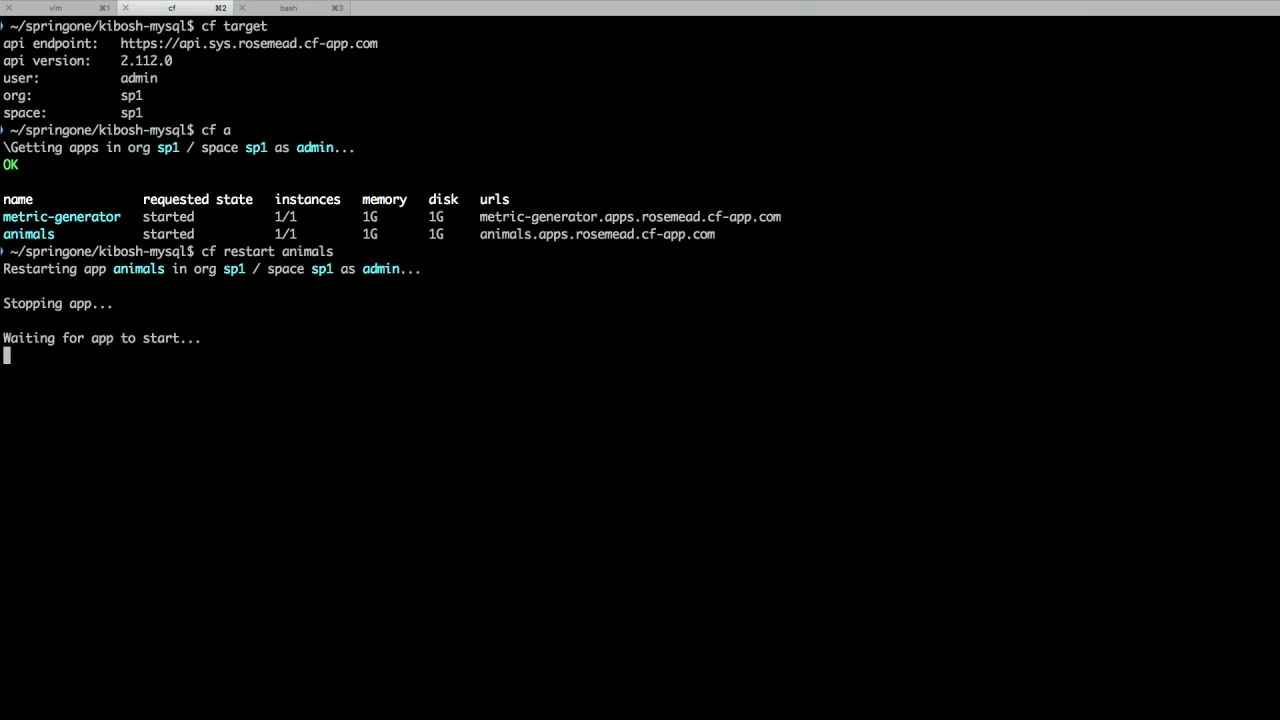 vim ⌘1 cf ⌘2 bash ⌘3
~/springone/kibosh-mysql$ cf target
api endpoint: https://api.sys.rosemead.cf-app.com
api version: 2.112.0
user: admin
org: sp1
space: sp1
~/springone/kibosh-mysql$ cf a
\Getting apps in org sp1 / space sp1 as admin...
OK
name requested state instances memory disk urls
metric-generator started 1/1 1G 1G metric-generator.apps.rosemead.cf-app.com
animals started 1/1 1G 1G animals.apps.rosemead.cf-app.com
~/springone/kibosh-mysql$ cf restart animals
Restarting app animals in org sp1 / space sp1 as admin...
Stopping app...
Waiting for app to start...